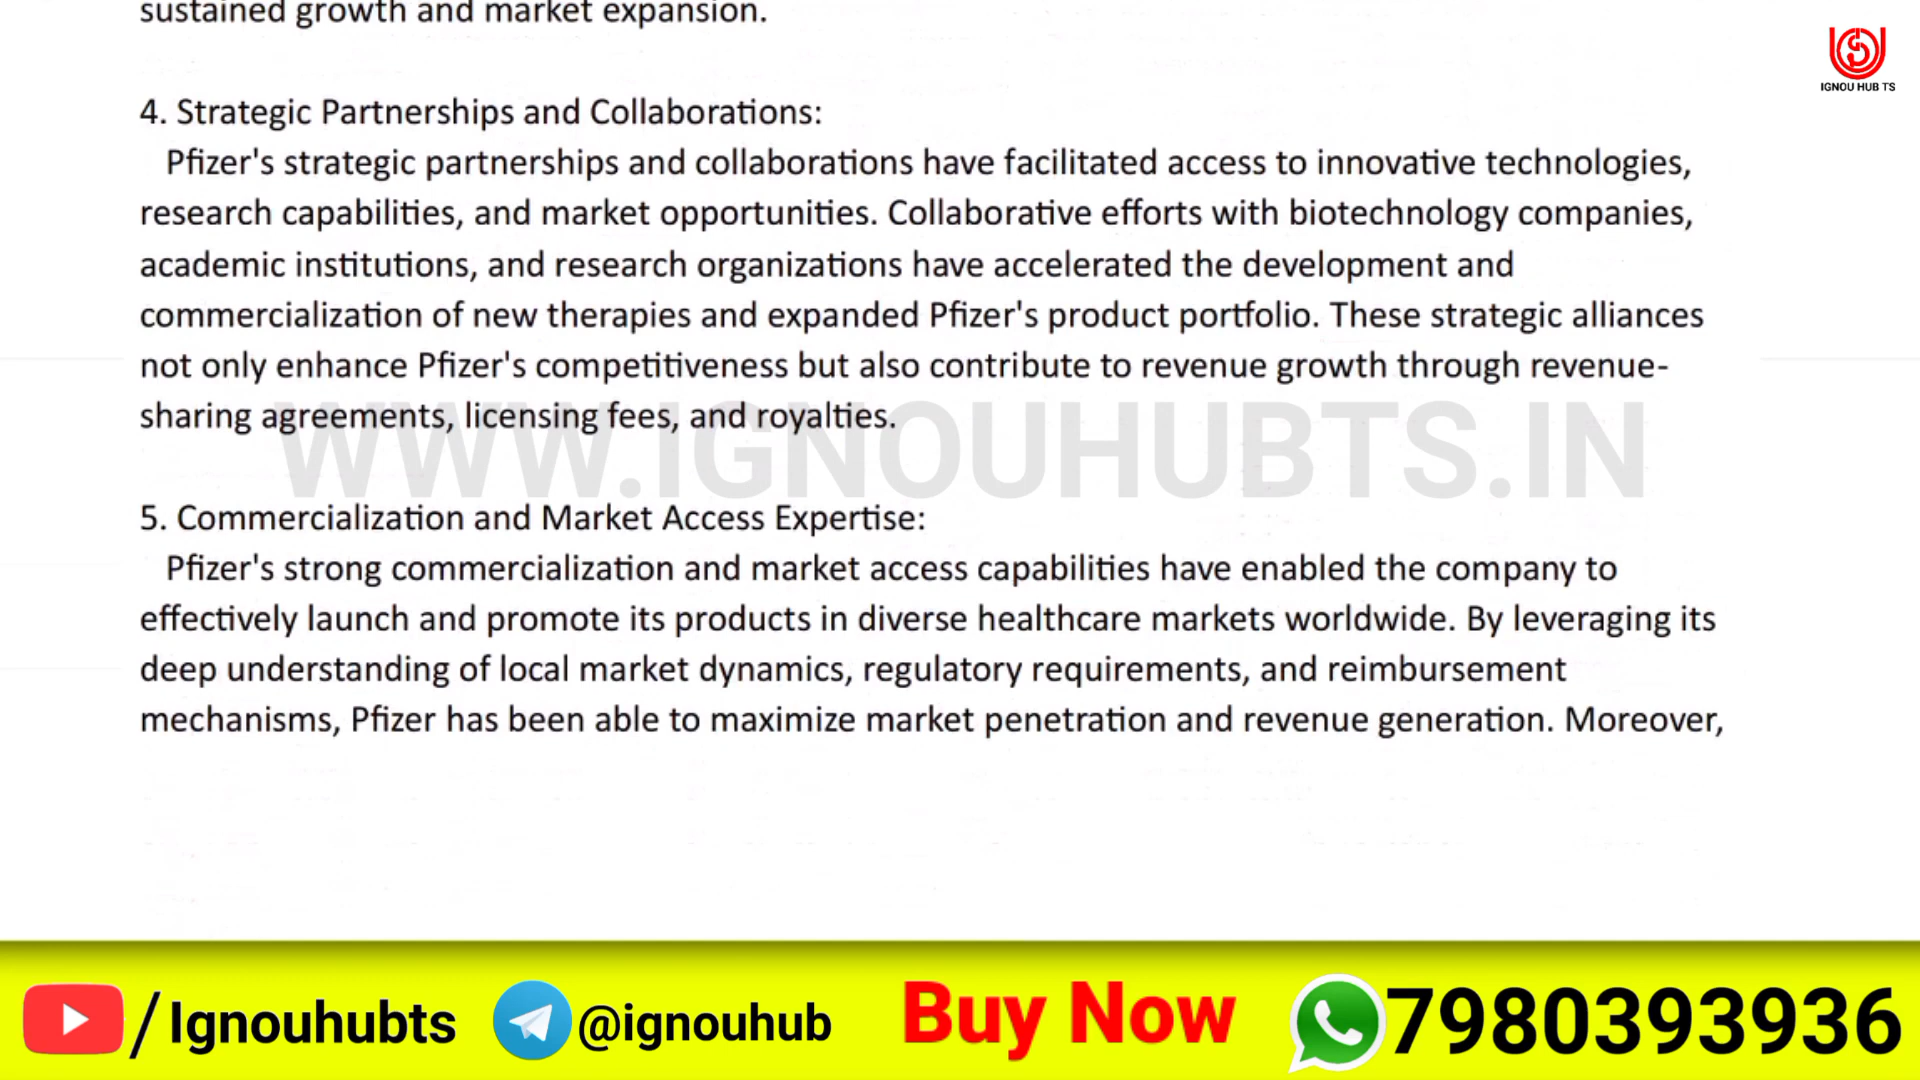 sustained growth and market expansion.
IGNOU HUB TS
4. Strategic Partnerships and Collaborations:
Pfizer's strategic partnerships and collaborations have facilitated access to innovative technologies,
research capabilities, and market opportunities. Collaborative efforts with biotechnology companies,
academic institutions, and research organizations have accelerated the development and
commercialization of new therapies and expanded Pfizer's product portfolio. These strategic alliances
not only enhance Pfizer's competitiveness but also contribute to revenue growth through revenue-
sharing agreements, licensing fees, and royalties.
WWW.IGNOUHUBTS.IN
5. Commercialization and Market Access Expertise:
Pfizer's strong commercialization and market access capabilities have enabled the company to
effectively launch and promote its products in diverse healthcare markets worldwide. By leveraging its
deep understanding of local market dynamics, regulatory requirements, and reimbursement
mechanisms, Pfizer has been able to maximize market penetration and revenue generation. Moreover,
/Ignouhubts @ignouhub Buy Now 7980393936